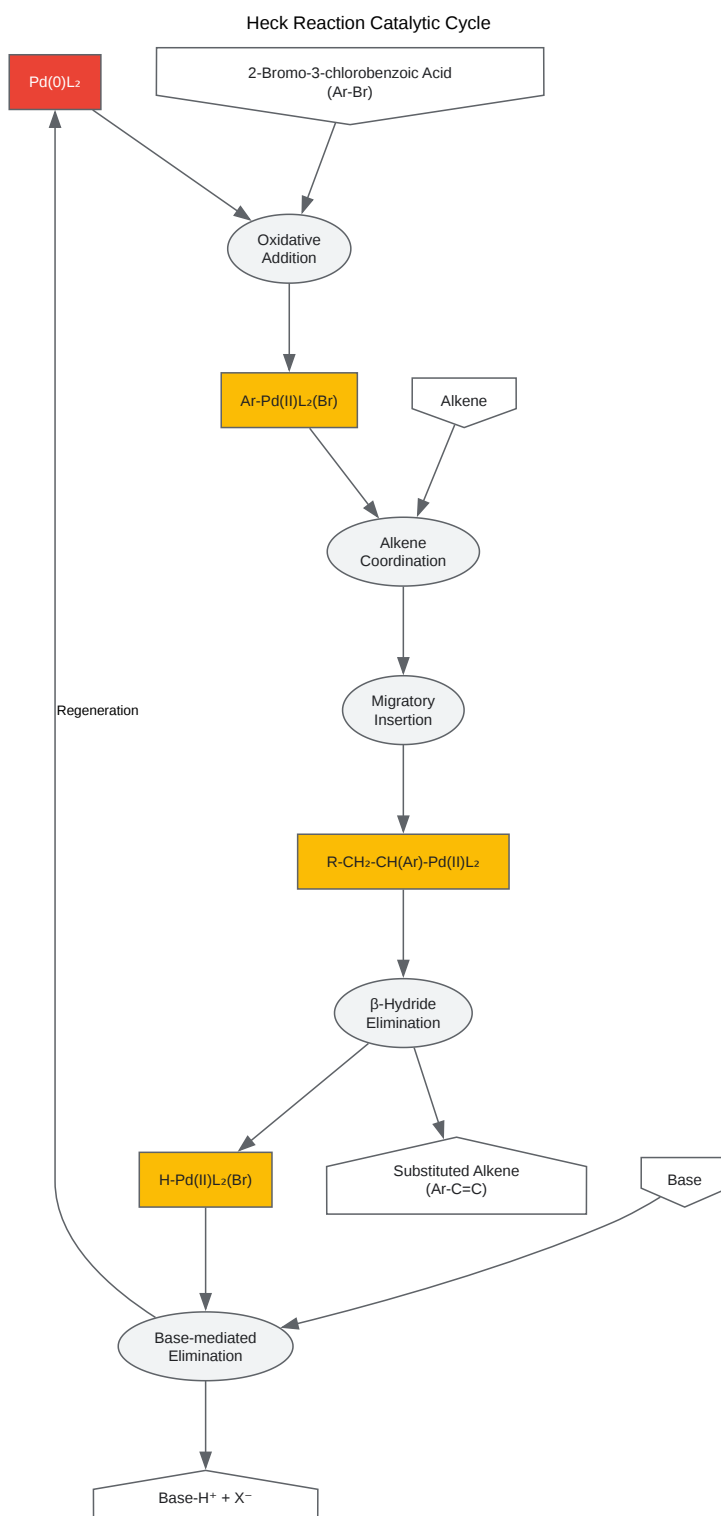 Heck Reaction Catalytic Cycle
Pd(0)L₂
2-Bromo-3-chlorobenzoic Acid
(Ar-Br)
Oxidative
Addition
Ar-Pd(II)L₂(Br)
Alkene
Alkene
Coordination
Migratory
Insertion
Regeneration
R-CH₂-CH(Ar)-Pd(II)L₂
β-Hydride
Elimination
H-Pd(II)L₂(Br)
Substituted Alkene
(Ar-C=C)
Base
Base-mediated
Elimination
Base-H⁺ + X⁻